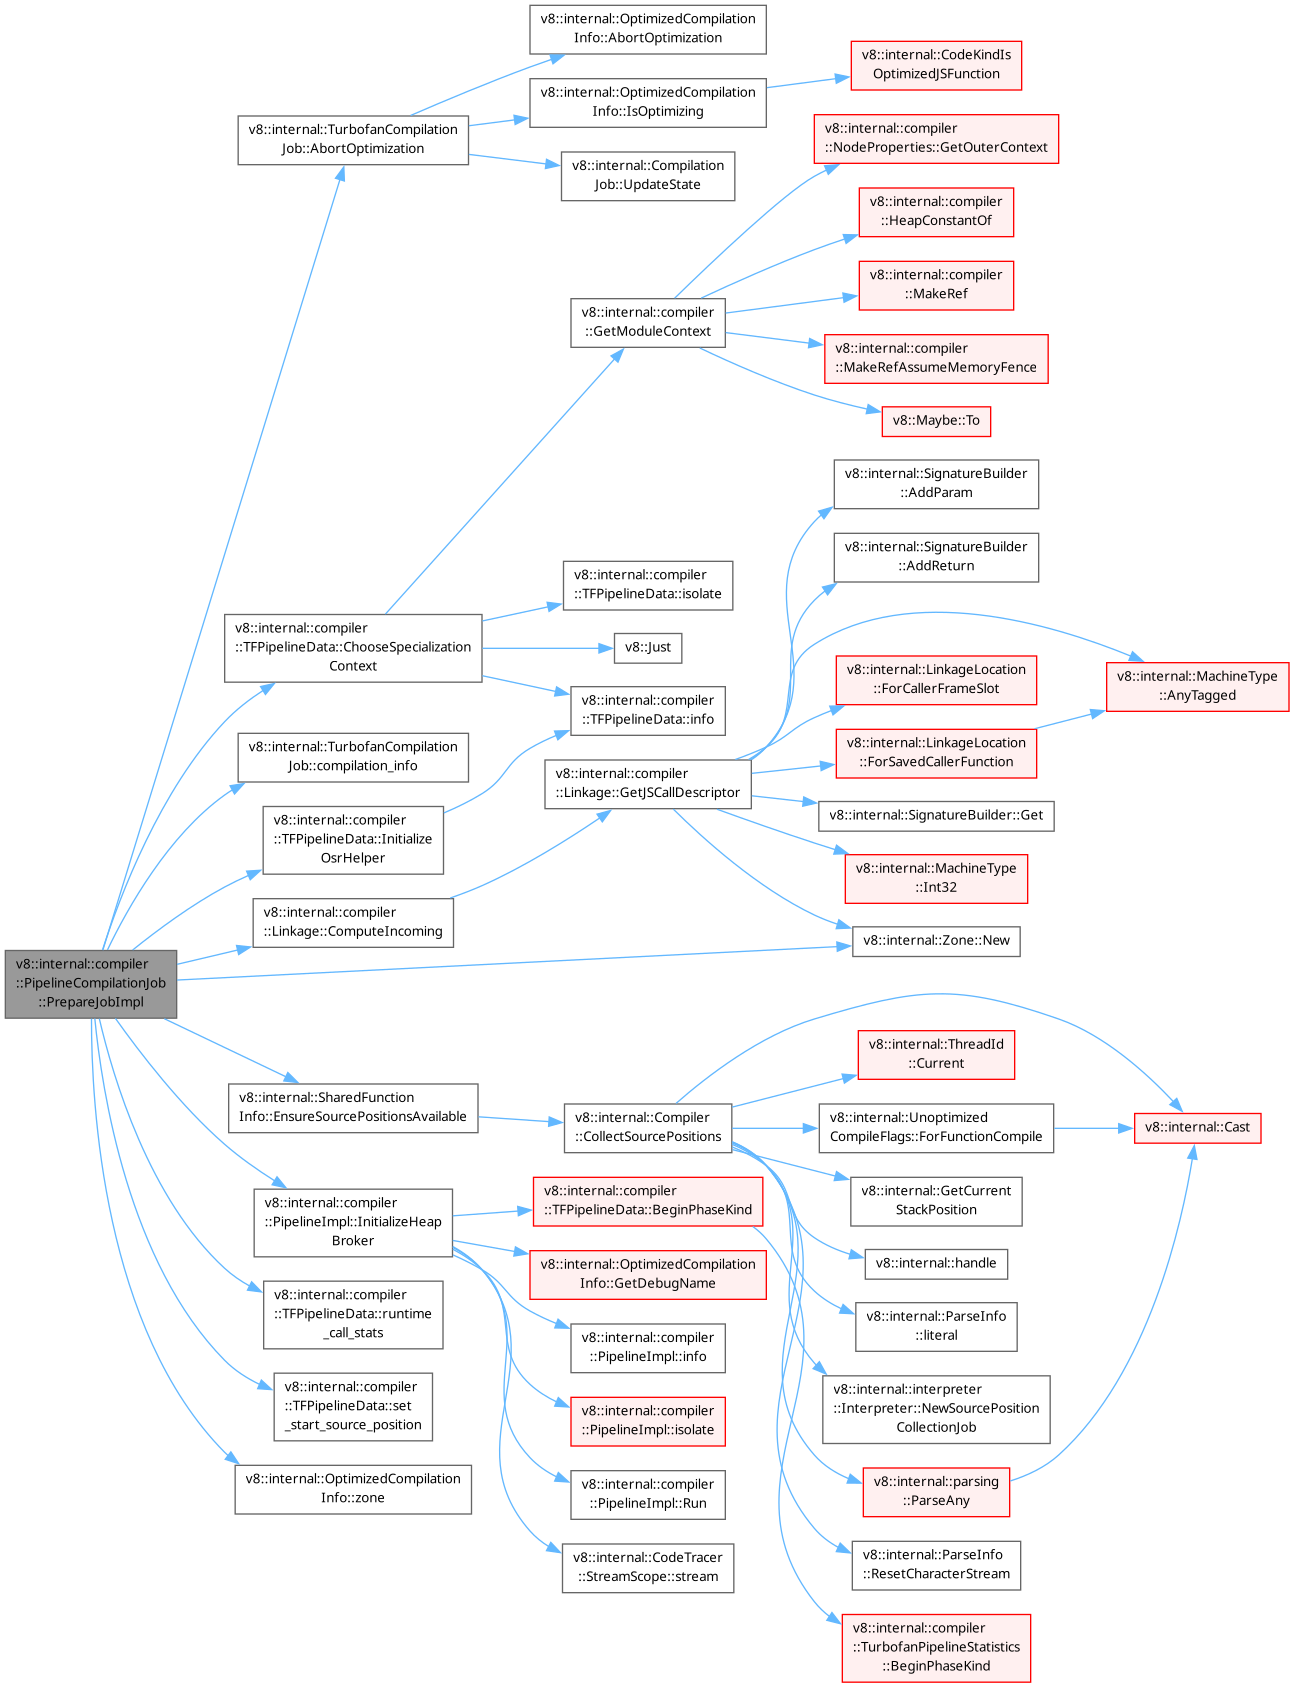 v8::internal::OptimizedCompilation
Info::AbortOptimization
v8::internal::CodeKindIs
OptimizedJSFunction
v8::internal::OptimizedCompilation
Info::IsOptimizing
v8::internal::TurbofanCompilation
Job::AbortOptimization
v8::internal::compiler
::NodeProperties::GetOuterContext
v8::internal::Compilation
Job::UpdateState
v8::internal::compiler
::HeapConstantOf
v8::internal::compiler
::MakeRef
v8::internal::compiler
::GetModuleContext
v8::internal::compiler
::MakeRefAssumeMemoryFence
v8::Maybe::To
v8::internal::SignatureBuilder
::AddParam
v8::internal::SignatureBuilder
::AddReturn
v8::internal::compiler
::TFPipelineData::isolate
v8::internal::compiler
::TFPipelineData::ChooseSpecialization
Context
v8::Just
v8::internal::LinkageLocation
::ForCallerFrameSlot
v8::internal::MachineType
::AnyTagged
v8::internal::compiler
::TFPipelineData::info
v8::internal::TurbofanCompilation
Job::compilation_info
v8::internal::LinkageLocation
::ForSavedCallerFunction
v8::internal::compiler
::Linkage::GetJSCallDescriptor
v8::internal::SignatureBuilder::Get
v8::internal::compiler
::TFPipelineData::Initialize
OsrHelper
v8::internal::MachineType
::Int32
v8::internal::compiler
::Linkage::ComputeIncoming
v8::internal::Zone::New
v8::internal::compiler
::PipelineCompilationJob
::PrepareJobImpl
v8::internal::ThreadId
::Current
v8::internal::SharedFunction
Info::EnsureSourcePositionsAvailable
v8::internal::Compiler
::CollectSourcePositions
v8::internal::Unoptimized
CompileFlags::ForFunctionCompile
v8::internal::Cast
v8::internal::GetCurrent
StackPosition
v8::internal::compiler
::PipelineImpl::InitializeHeap
Broker
v8::internal::compiler
::TFPipelineData::BeginPhaseKind
v8::internal::handle
v8::internal::OptimizedCompilation
Info::GetDebugName
v8::internal::compiler
::TFPipelineData::runtime
_call_stats
v8::internal::ParseInfo
::literal
v8::internal::compiler
::PipelineImpl::info
v8::internal::compiler
::TFPipelineData::set
_start_source_position
v8::internal::interpreter
::Interpreter::NewSourcePosition
CollectionJob
v8::internal::compiler
::PipelineImpl::isolate
v8::internal::OptimizedCompilation
Info::zone
v8::internal::compiler
::PipelineImpl::Run
v8::internal::parsing
::ParseAny
v8::internal::CodeTracer
::StreamScope::stream
v8::internal::ParseInfo
::ResetCharacterStream
v8::internal::compiler
::TurbofanPipelineStatistics
::BeginPhaseKind